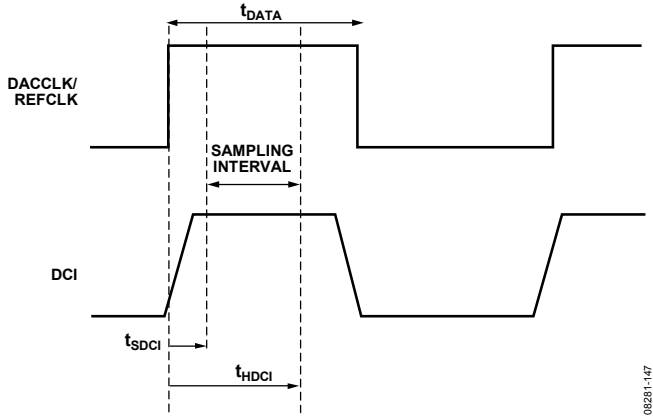 tDATA
DACCLK/
REFCLK
SAMPLING
INTERVAL
DCI
tSDCI
tHDCI
08281-147